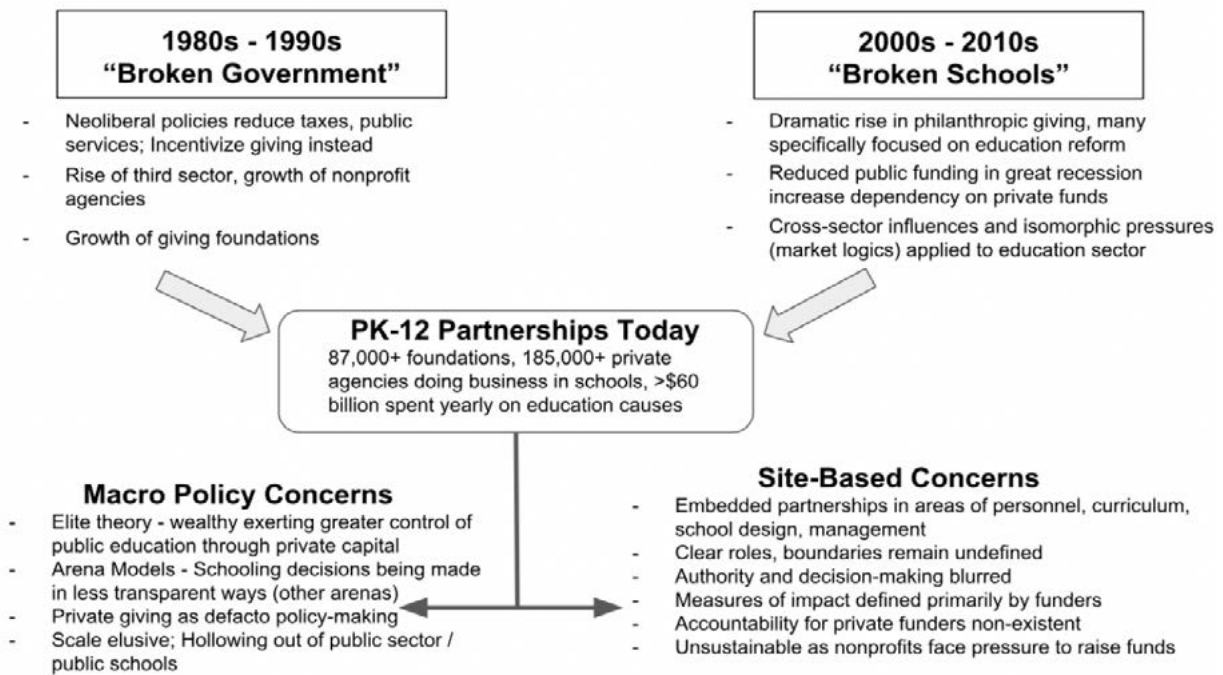 1980s - 1990s
“Broken Government”
- Neoliberal policies reduce taxes, public
services; Incentivize giving instead
- Rise of third sector, growth of nonprofit
agencies
- Growth of giving foundations
2000s - 2010s
“Broken Schools”
- Dramatic rise in philanthropic giving, many
specifically focused on education reform
- Reduced public funding in great recession
increase dependency on private funds
- Cross-sector influences and isomorphic pressures
(market logics) applied to education sector
PK-12 Partnerships Today
87,000+ foundations, 185,000+ private
agencies doing business in schools, >$60
billion spent yearly on education causes
Macro Policy Concerns
- Elite theory - wealthy exerting greater control of
public education through private capital
- Arena Models - Schooling decisions being made
in less transparent ways (other arenas)
- Private giving as defacto policy-making
- Scale elusive; Hollowing out of public sector /
public schools
Site-Based Concerns
- Embedded partnerships in areas of personnel, curriculum,
school design, management
- Clear roles, boundaries remain undefined
- Authority and decision-making blurred
- Measures of impact defined primarily by funders
- Accountability for private funders non-existent
- Unsustainable as nonprofits face pressure to raise funds